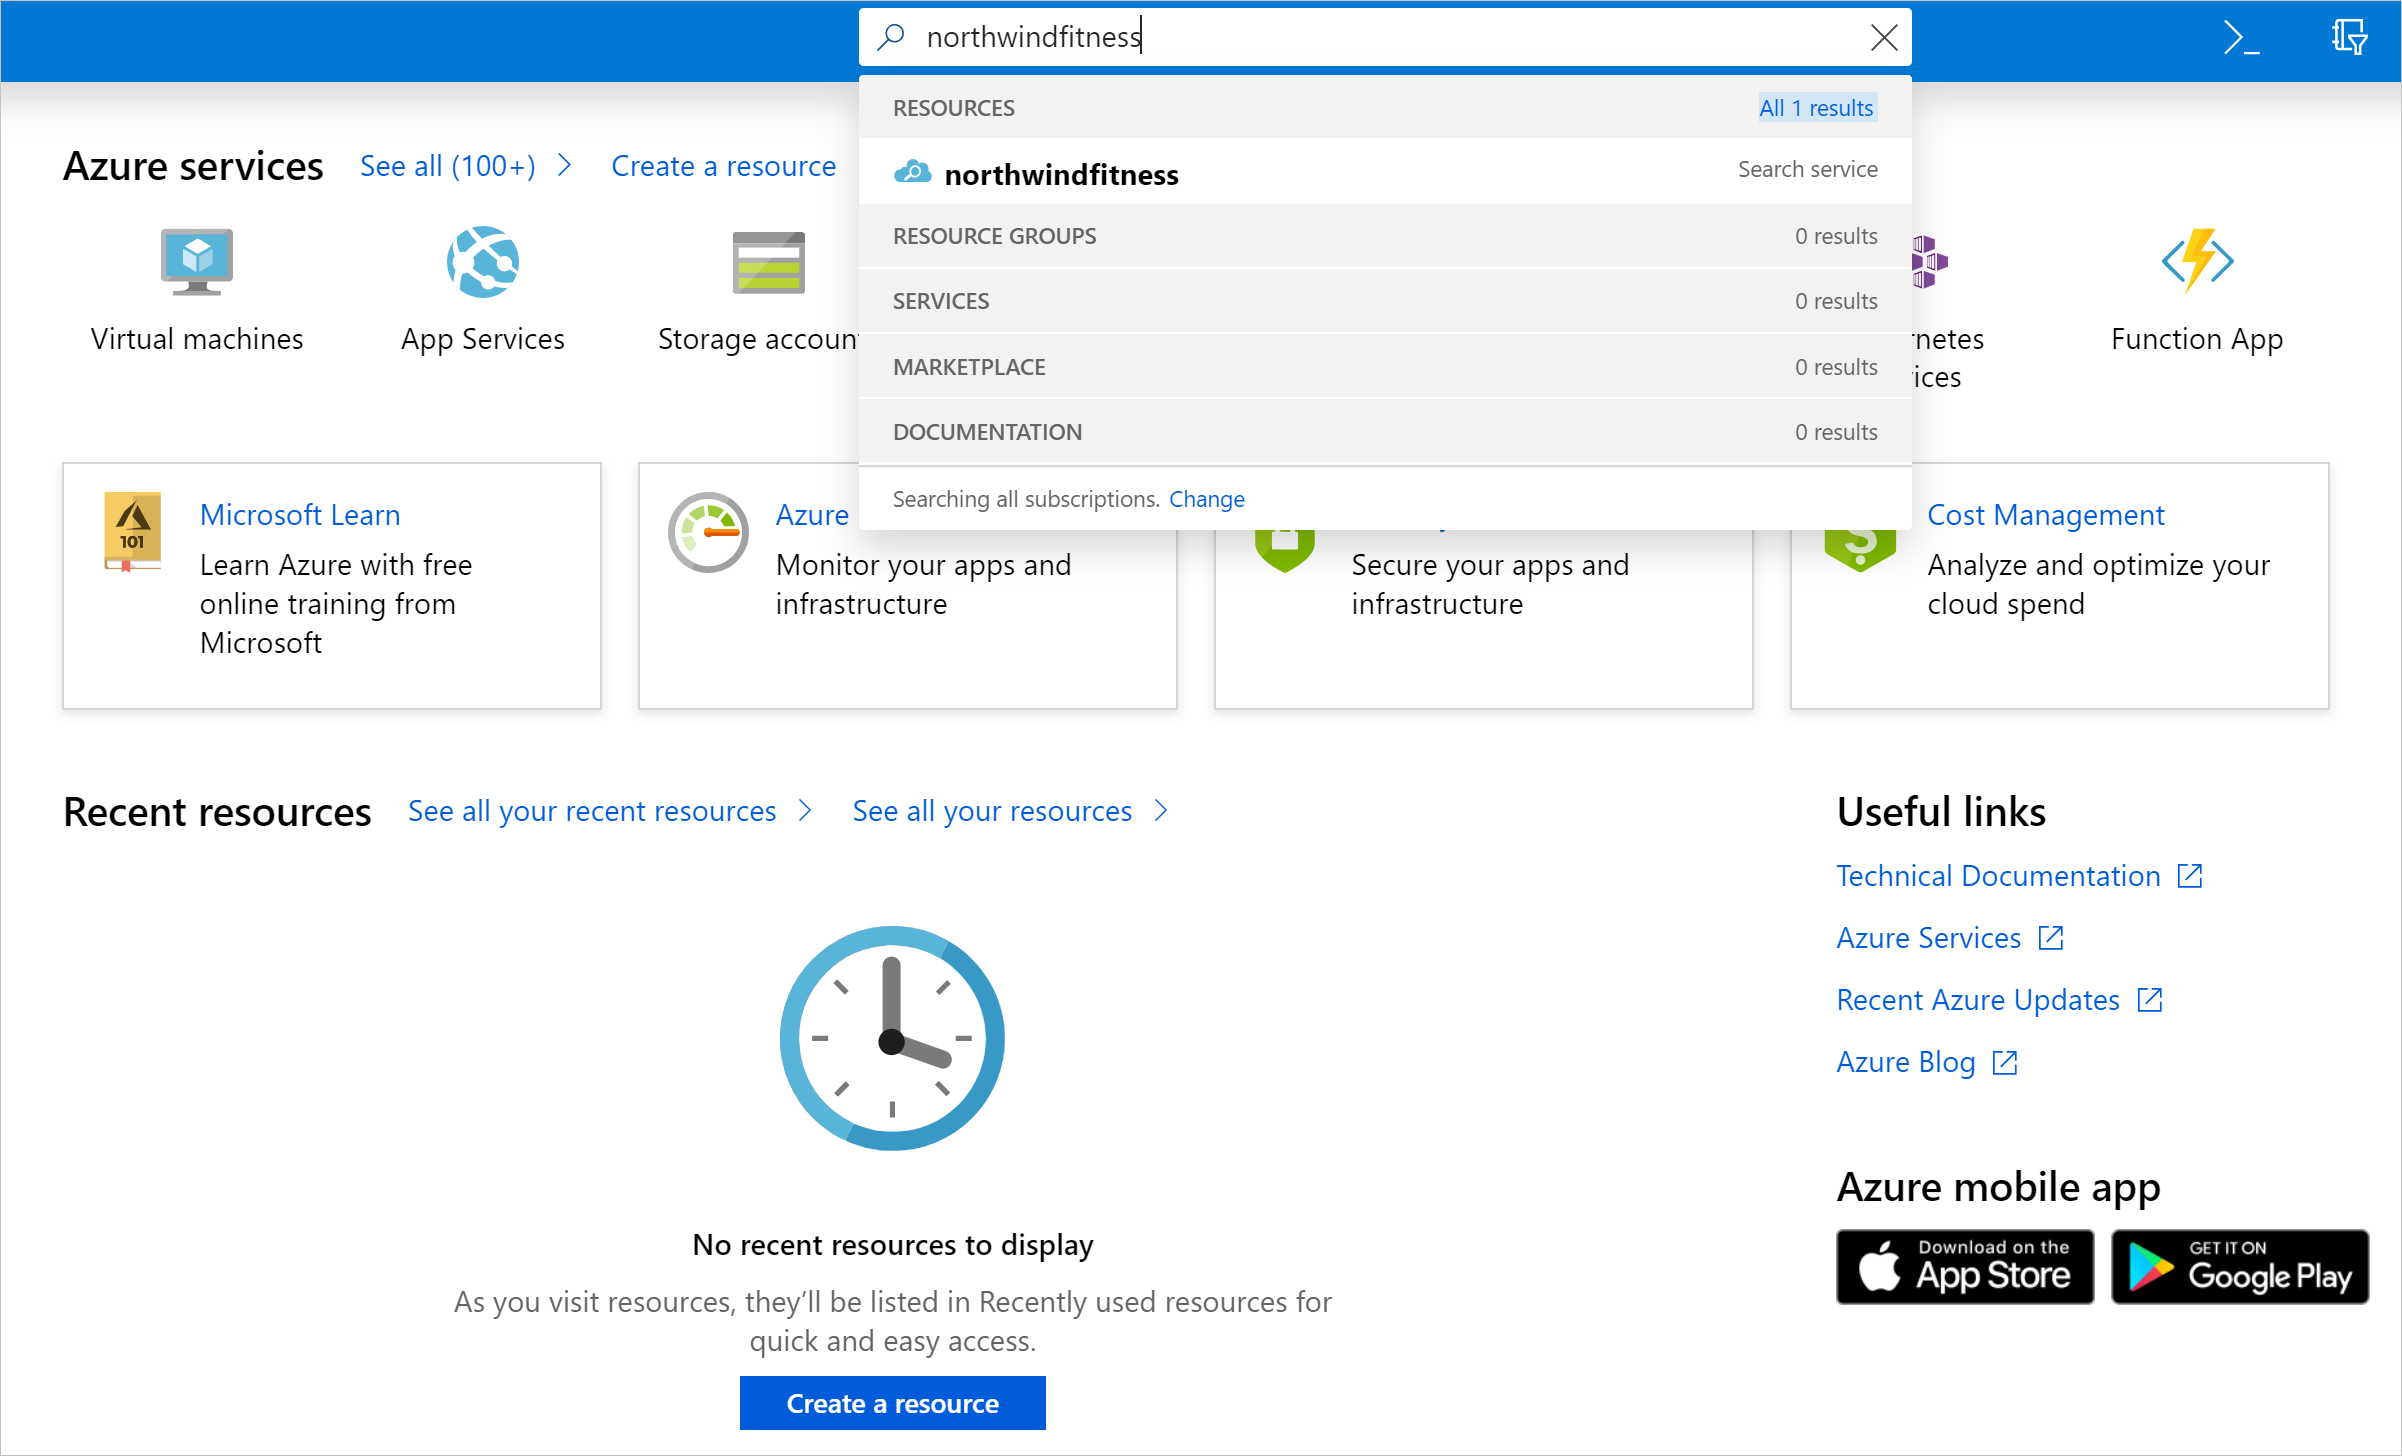 northwindfitness
RESOURCES
All 1 results
northwindfitness
Search service
RESOURCE GROUPS
0 results
SERVICES
0 results
MARKETPLACE
0 results
DOCUMENTATION
0 results
Searching all subscriptions. Change
Azure services
See all (100+)
Create a resource
Virtual machines
App Services
Storage accoun
rnetes
ices
Function App
101
Microsoft Learn
Learn Azure with free
online training from
Microsoft
Azure
Monitor your apps and
infrastructure
Secure your apps and
infrastructure
Cost Management
Analyze and optimize your
cloud spend
Recent resources
See all your recent resources
See all your resources
No recent resources to display
As you visit resources, they’ll be listed in Recently used resources for
quick and easy access.
Create a resource
Useful links
Technical Documentation
Azure Services
Recent Azure Updates
Azure Blog
Azure mobile app
Download on the
App Store
GET IT ON
Google Play